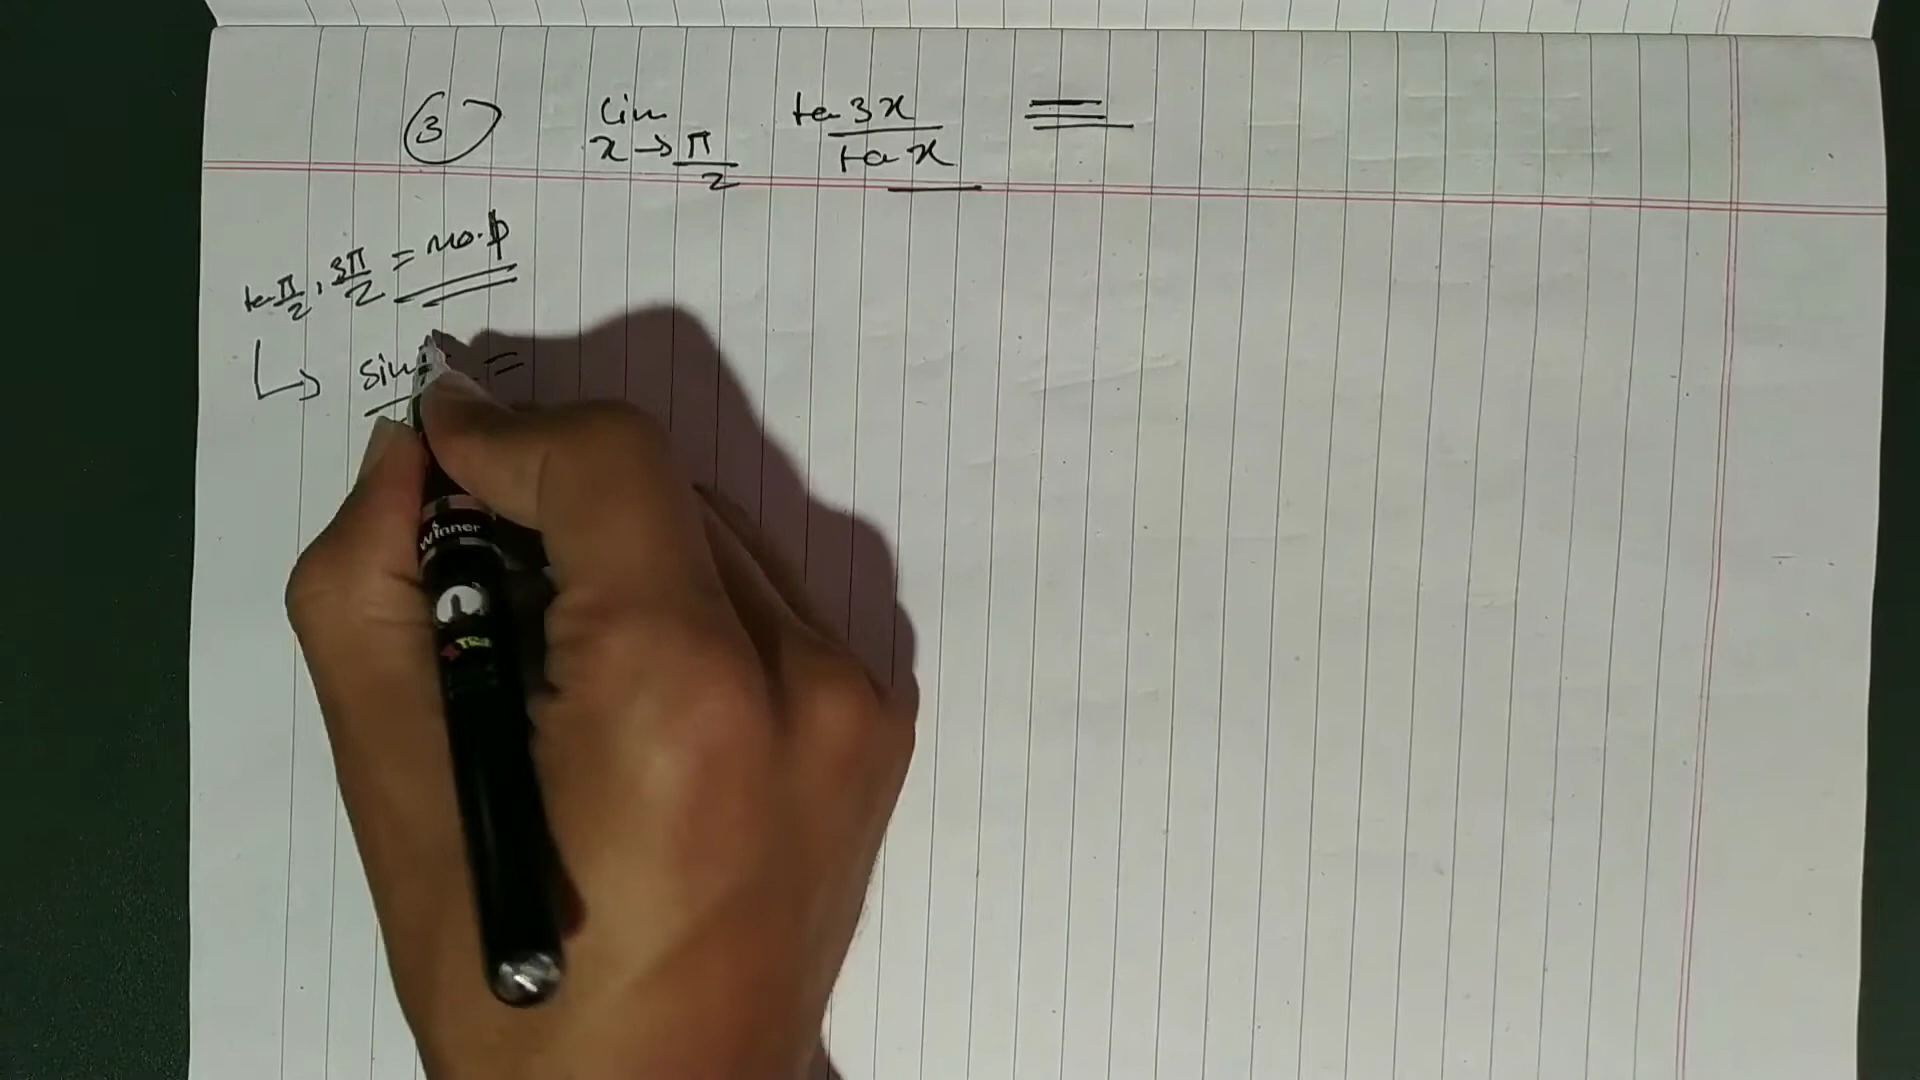 ③ lim tan 3x
x→π/2 tan x
tan π/2, 3π/2 = no.
sin =
winner